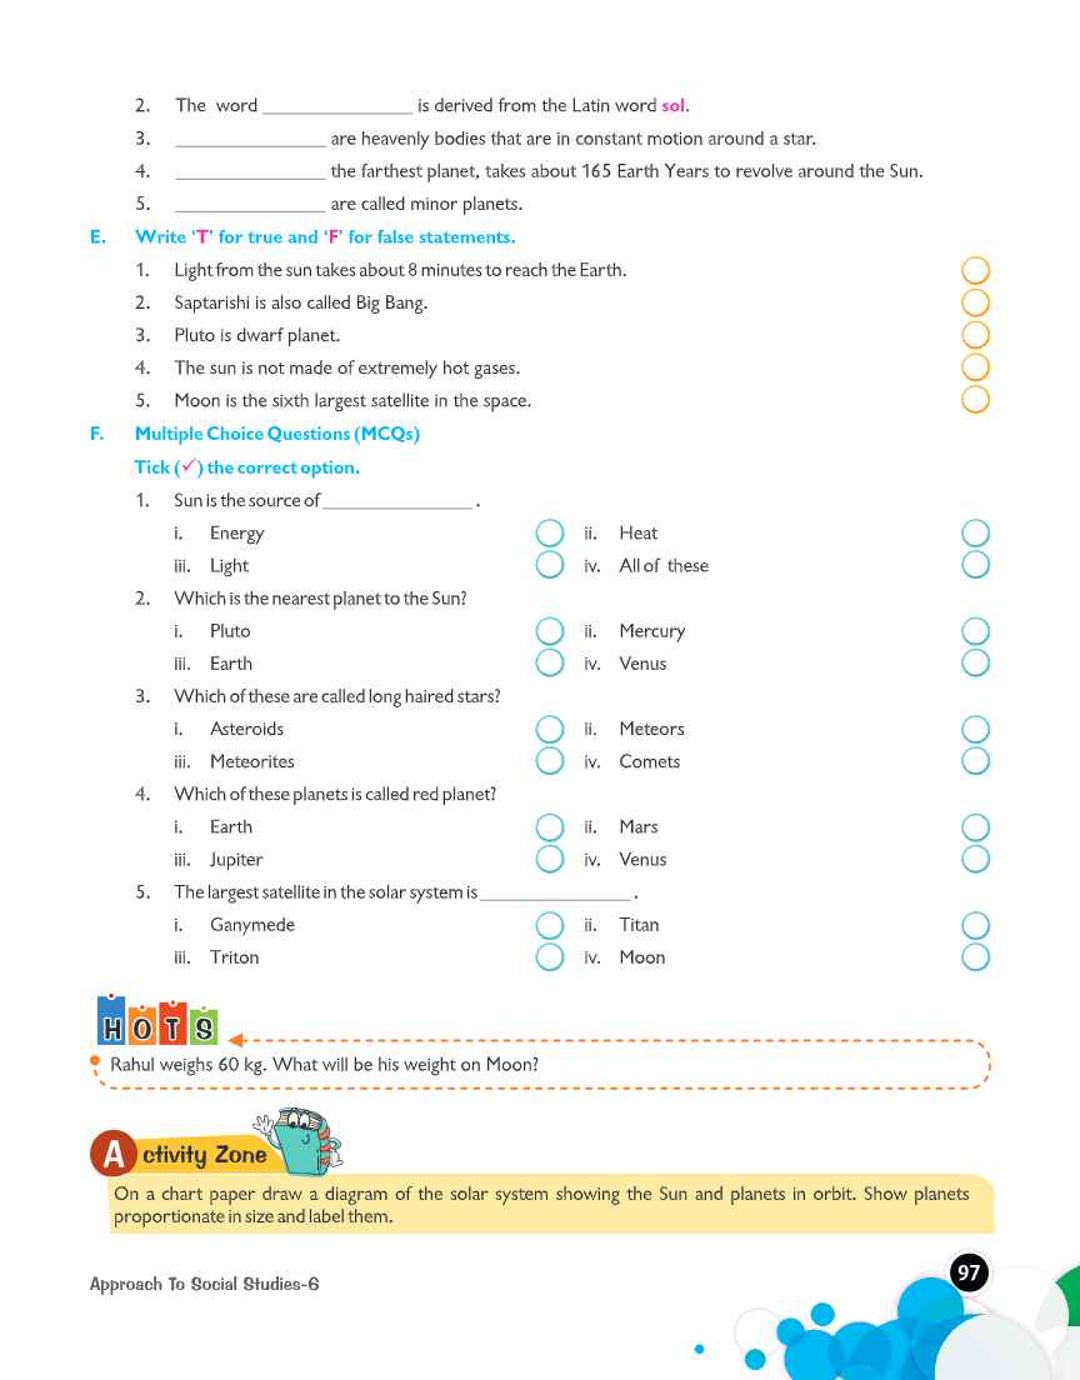 2. The word _______________ is derived from the Latin word sol.
3. _______________ are heavenly bodies that are in constant motion around a star.
4. _______________ the farthest planet, takes about 165 Earth Years to revolve around the Sun.
5. _______________ are called minor planets.
E. Write ‘T’ for true and ‘F’ for false statements.
1. Light from the sun takes about 8 minutes to reach the Earth.
2. Saptarishi is also called Big Bang.
3. Pluto is dwarf planet.
4. The sun is not made of extremely hot gases.
5. Moon is the sixth largest satellite in the space.
F. Multiple Choice Questions (MCQs)
Tick (✓) the correct option.
1. Sun is the source of _______________ .
i. Energy ii. Heat
iii. Light iv. All of these
2. Which is the nearest planet to the Sun?
i. Pluto ii. Mercury
iii. Earth iv. Venus
3. Which of these are called long haired stars?
i. Asteroids ii. Meteors
iii. Meteorites iv. Comets
4. Which of these planets is called red planet?
i. Earth ii. Mars
iii. Jupiter iv. Venus
5. The largest satellite in the solar system is _______________ .
i. Ganymede ii. Titan
iii. Triton iv. Moon
HOTS
Rahul weighs 60 kg. What will be his weight on Moon?
Activity Zone
On a chart paper draw a diagram of the solar system showing the Sun and planets in orbit. Show planets
proportionate in size and label them.
Approach To Social Studies-6
97